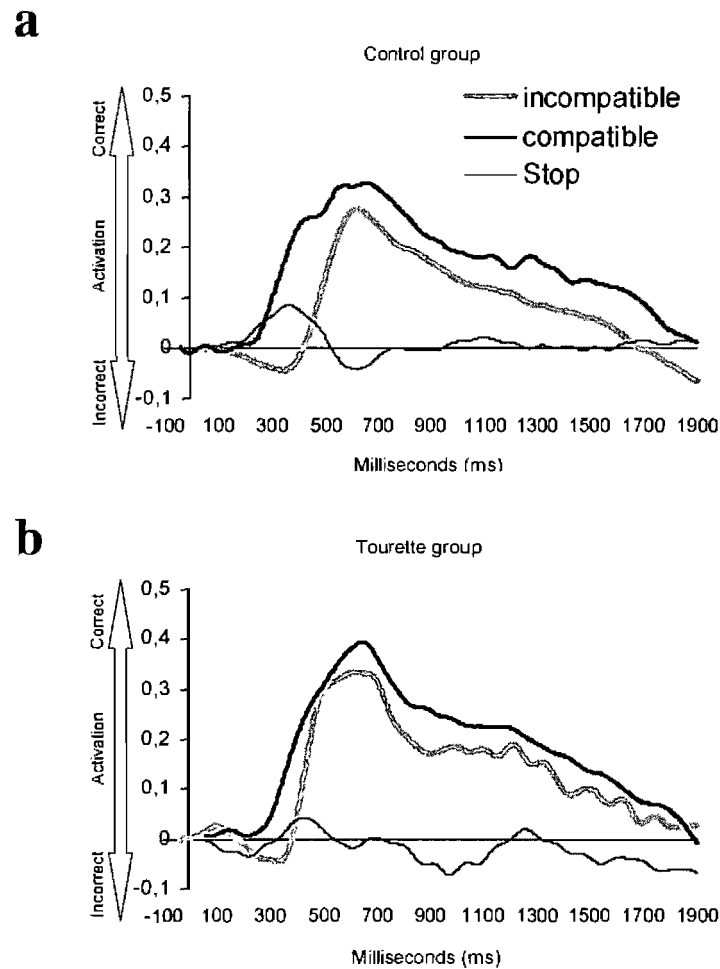 a
Control group
0,5
0,4
0,3
0,2
0,1
0
-0,1
Correct
Activation
Incorrect
incompatible
compatible
Stop
-100 100 300 500 700 900 1100 1300 1500 1700 1900
Milliseconds (ms)
b
Tourette group
0,5
0,4
0,3
0,2
0,1
0
-0,1
Correct
Activation
Incorrect
-100 100 300 500 700 900 1100 1300 1500 1700 1900
Milliseconds (ms)